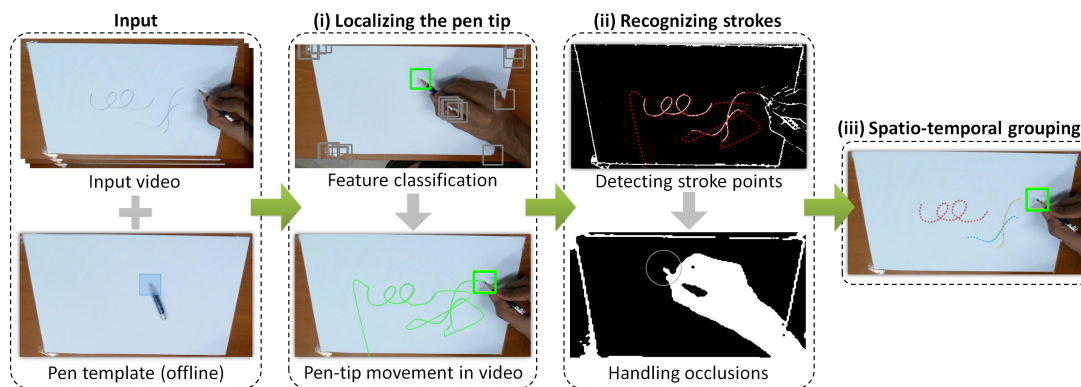 Input
Input video
Pen template (offline)
(i) Localizing the pen tip
Feature classification
Pen-tip movement in video
(ii) Recognizing strokes
Detecting stroke points
Handling occlusions
(iii) Spatio-temporal grouping